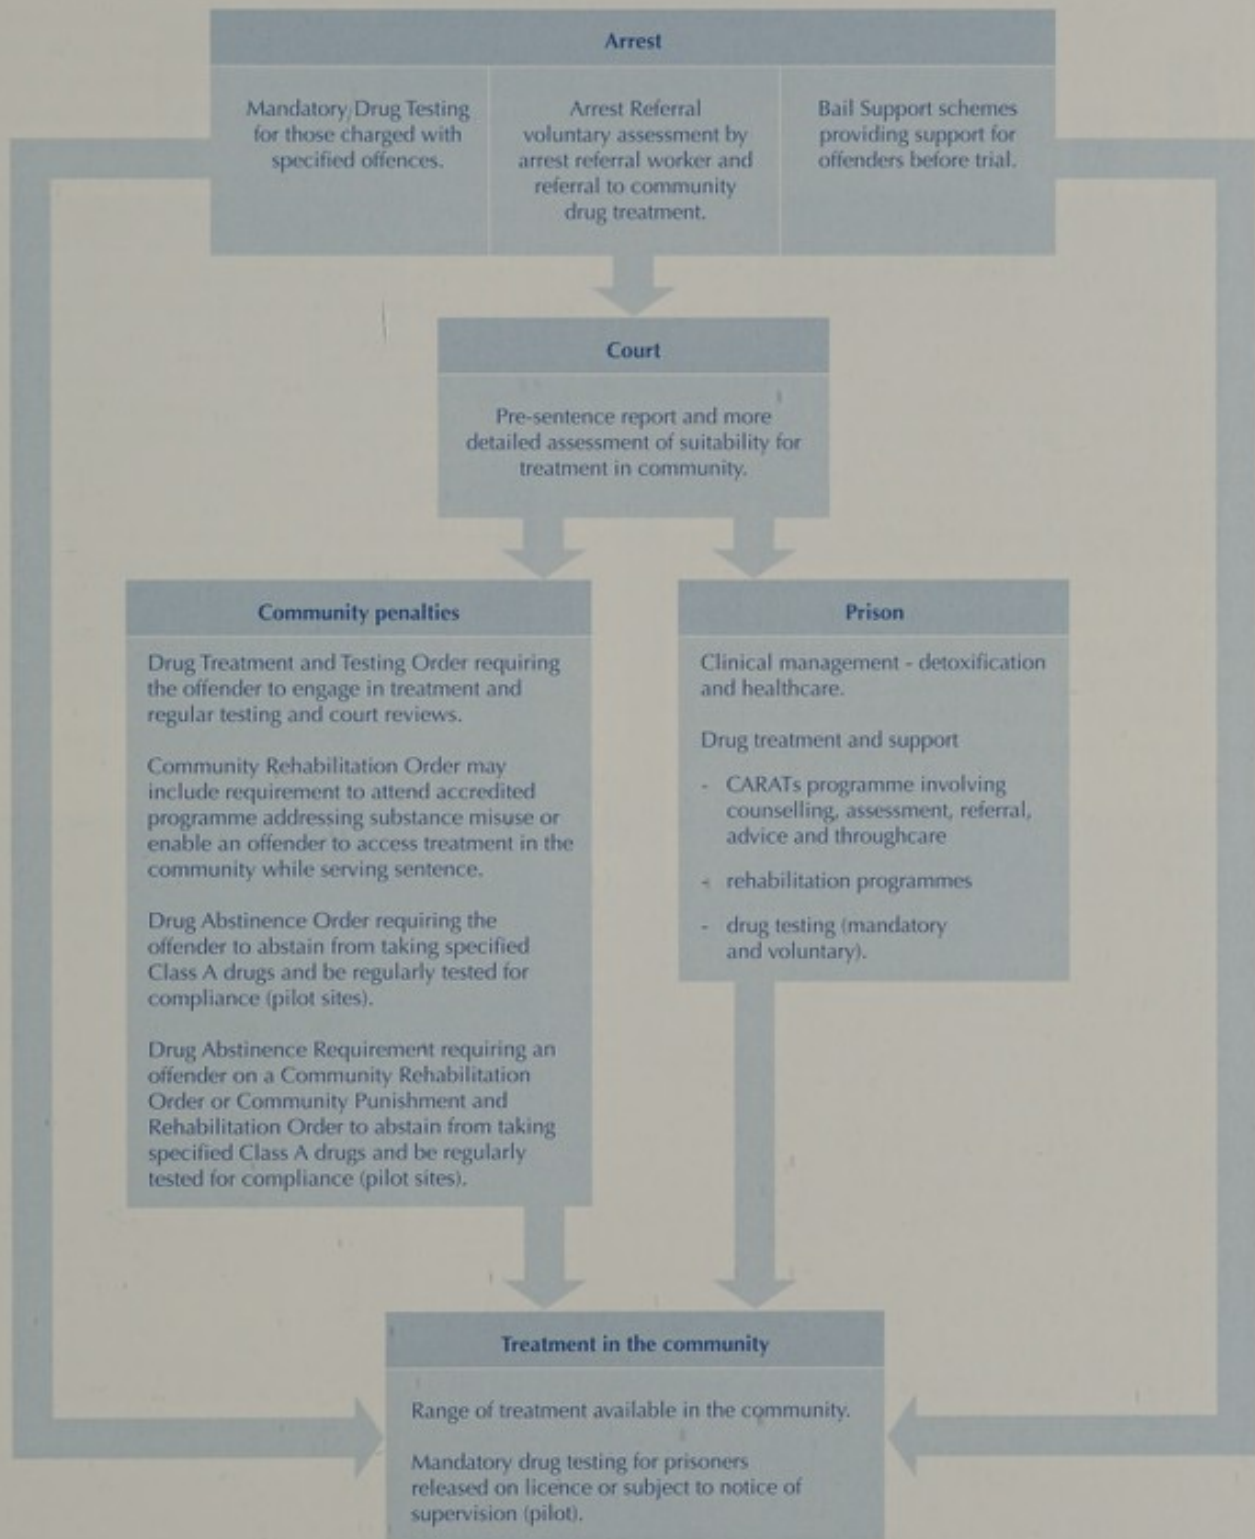 Arrest
Mandatory Drug Testing
for those charged with
specified offences.
Arrest Referral
voluntary assessment by
arrest referral worker and
referral to community
drug treatment.
Bail Support schemes
providing support for
offenders before trial.
Court
Pre-sentence report and more
detailed assessment of suitability for
treatment in community.
Community penalties
Drug Treatment and Testing Order requiring
the offender to engage in treatment and
regular testing and court reviews.
Community Rehabilitation Order may
include requirement to attend accredited
programme addressing substance misuse or
enable an offender to access treatment in the
community while serving sentence.
Drug Abstinence Order requiring the
offender to abstain from taking specified
Class A drugs and be regularly tested for
compliance (pilot sites).
Drug Abstinence Requirement requiring an
offender on a Community Rehabilitation
Order or Community Punishment and
Rehabilitation Order to abstain from taking
specified Class A drugs and be regularly
tested for compliance (pilot sites).
Prison
Clinical management - detoxification
and healthcare.
Drug treatment and support
- CARATs programme involving
counselling, assessment, referral,
advice and throughcare
- rehabilitation programmes
- drug testing (mandatory
and voluntary).
Treatment in the community
Range of treatment available in the community.
Mandatory drug testing for prisoners
released on licence or subject to notice of
supervision (pilot).